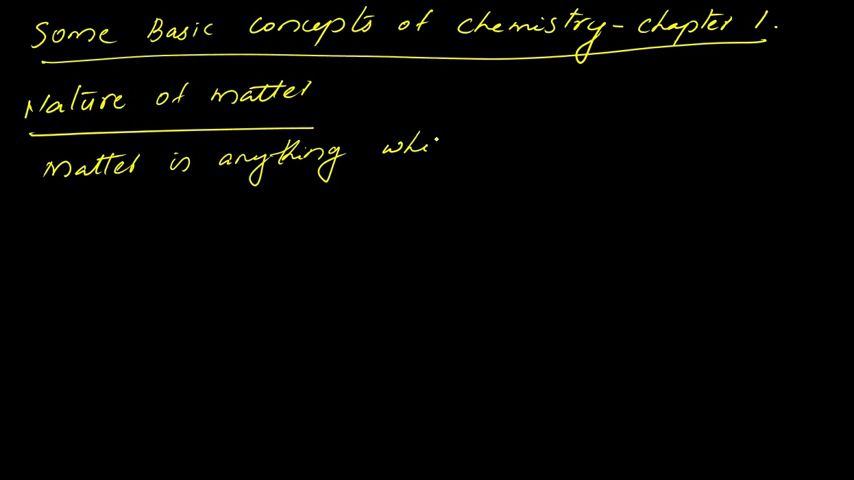 Some Basic concepts of chemistry - chapter 1.
Nature of matter
Matter is anything whi